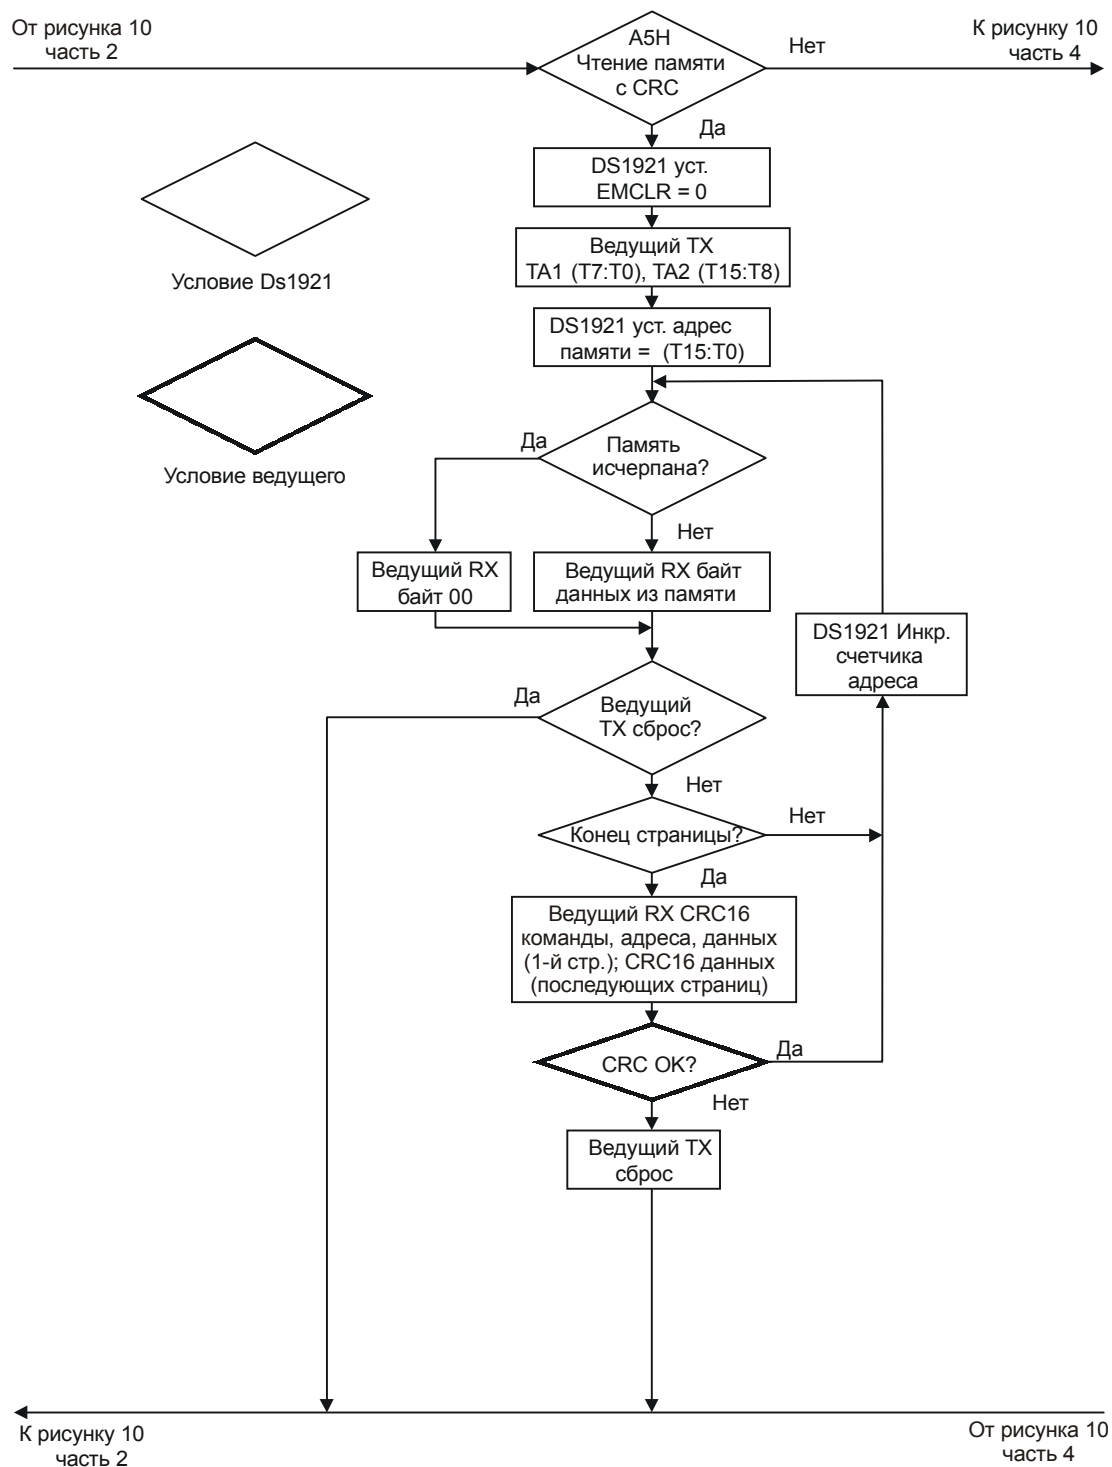 От рисунка 10
часть 2
А5Н
Чтение памяти
с CRC
Нет
К рисунку 10
часть 4
Да
DS1921 уст.
EMCLR = 0
Ведущий TX
TA1 (T7:T0), TA2 (T15:T8)
Условие Ds1921
DS1921 уст. адрес
памяти = (T15:T0)
Да
Память
исчерпана?
Условие ведущего
Нет
Ведущий RX
байт 00
Ведущий RX байт
данных из памяти
DS1921 Инкр.
счетчика
адреса
Да
Ведущий
TX сброс?
Нет
Конец страницы?
Нет
Да
Ведущий RX CRC16
команды, адреса, данных
(1-й стр.); CRC16 данных
(последующих страниц)
CRC OK?
Да
Нет
Ведущий TX
сброс
К рисунку 10
часть 2
От рисунка 10
часть 4